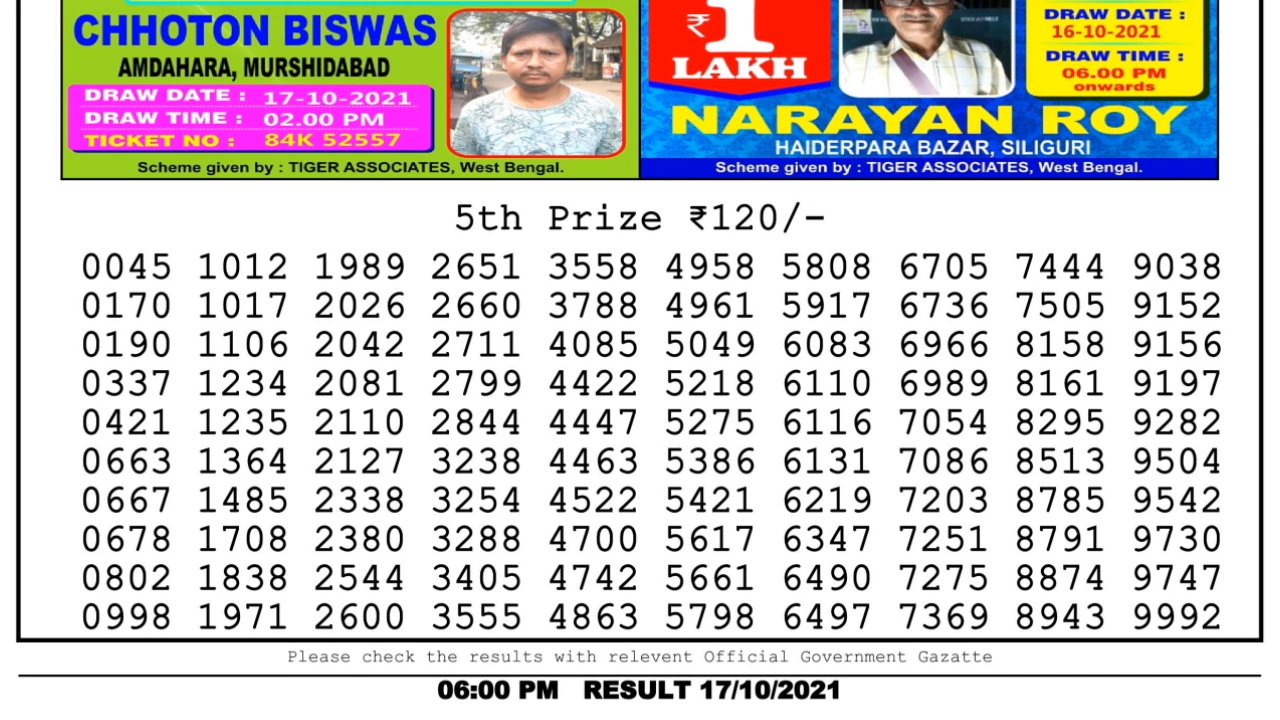 CHHOTON BISWAS
AMDAHARA, MURSHIDABAD
DRAW DATE : 17-10-2021
DRAW TIME : 02.00 PM
TICKET NO : 84K 52557
Scheme given by : TIGER ASSOCIATES, West Bengal.
₹1
LAKH
DRAW DATE :
16-10-2021
DRAW TIME :
06.00 PM
onwards
NARAYAN ROY
HAIDERPARA BAZAR, SILIGURI
Scheme given by : TIGER ASSOCIATES, West Bengal.
5th Prize ₹120/-
0045 1012 1989 2651 3558 4958 5808 6705 7444 9038
0170 1017 2026 2660 3788 4961 5917 6736 7505 9152
0190 1106 2042 2711 4085 5049 6083 6966 8158 9156
0337 1234 2081 2799 4422 5218 6110 6989 8161 9197
0421 1235 2110 2844 4447 5275 6116 7054 8295 9282
0663 1364 2127 3238 4463 5386 6131 7086 8513 9504
0667 1485 2338 3254 4522 5421 6219 7203 8785 9542
0678 1708 2380 3288 4700 5617 6347 7251 8791 9730
0802 1838 2544 3405 4742 5661 6490 7275 8874 9747
0998 1971 2600 3555 4863 5798 6497 7369 8943 9992
Please check the results with relevent Official Government Gazatte
06:00 PM RESULT 17/10/2021